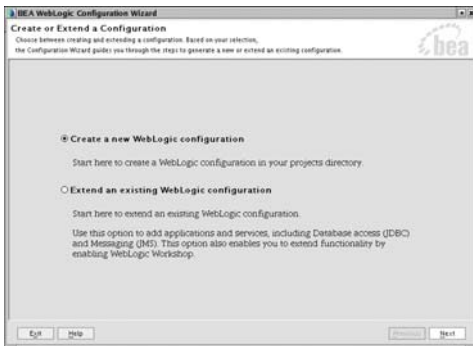 BEA WebLogic Configuration Wizard
Create or Extend a Configuration
Choose between creating and extending a configuration. Based on your selection,
the Configuration Wizard guides you through the steps to generate a new or extend an existing configuration.
bea
Create a new WebLogic configuration
Start here to create a WebLogic configuration in your projects directory.
Extend an existing WebLogic configuration
Start here to extend an existing WebLogic configuration.
Use this option to add applications and services, including Database access (JDBC)
and Messaging (JMS). This option also enables you to extend functionality by
enabling WebLogic Workshop.
Exit Help Previous Next